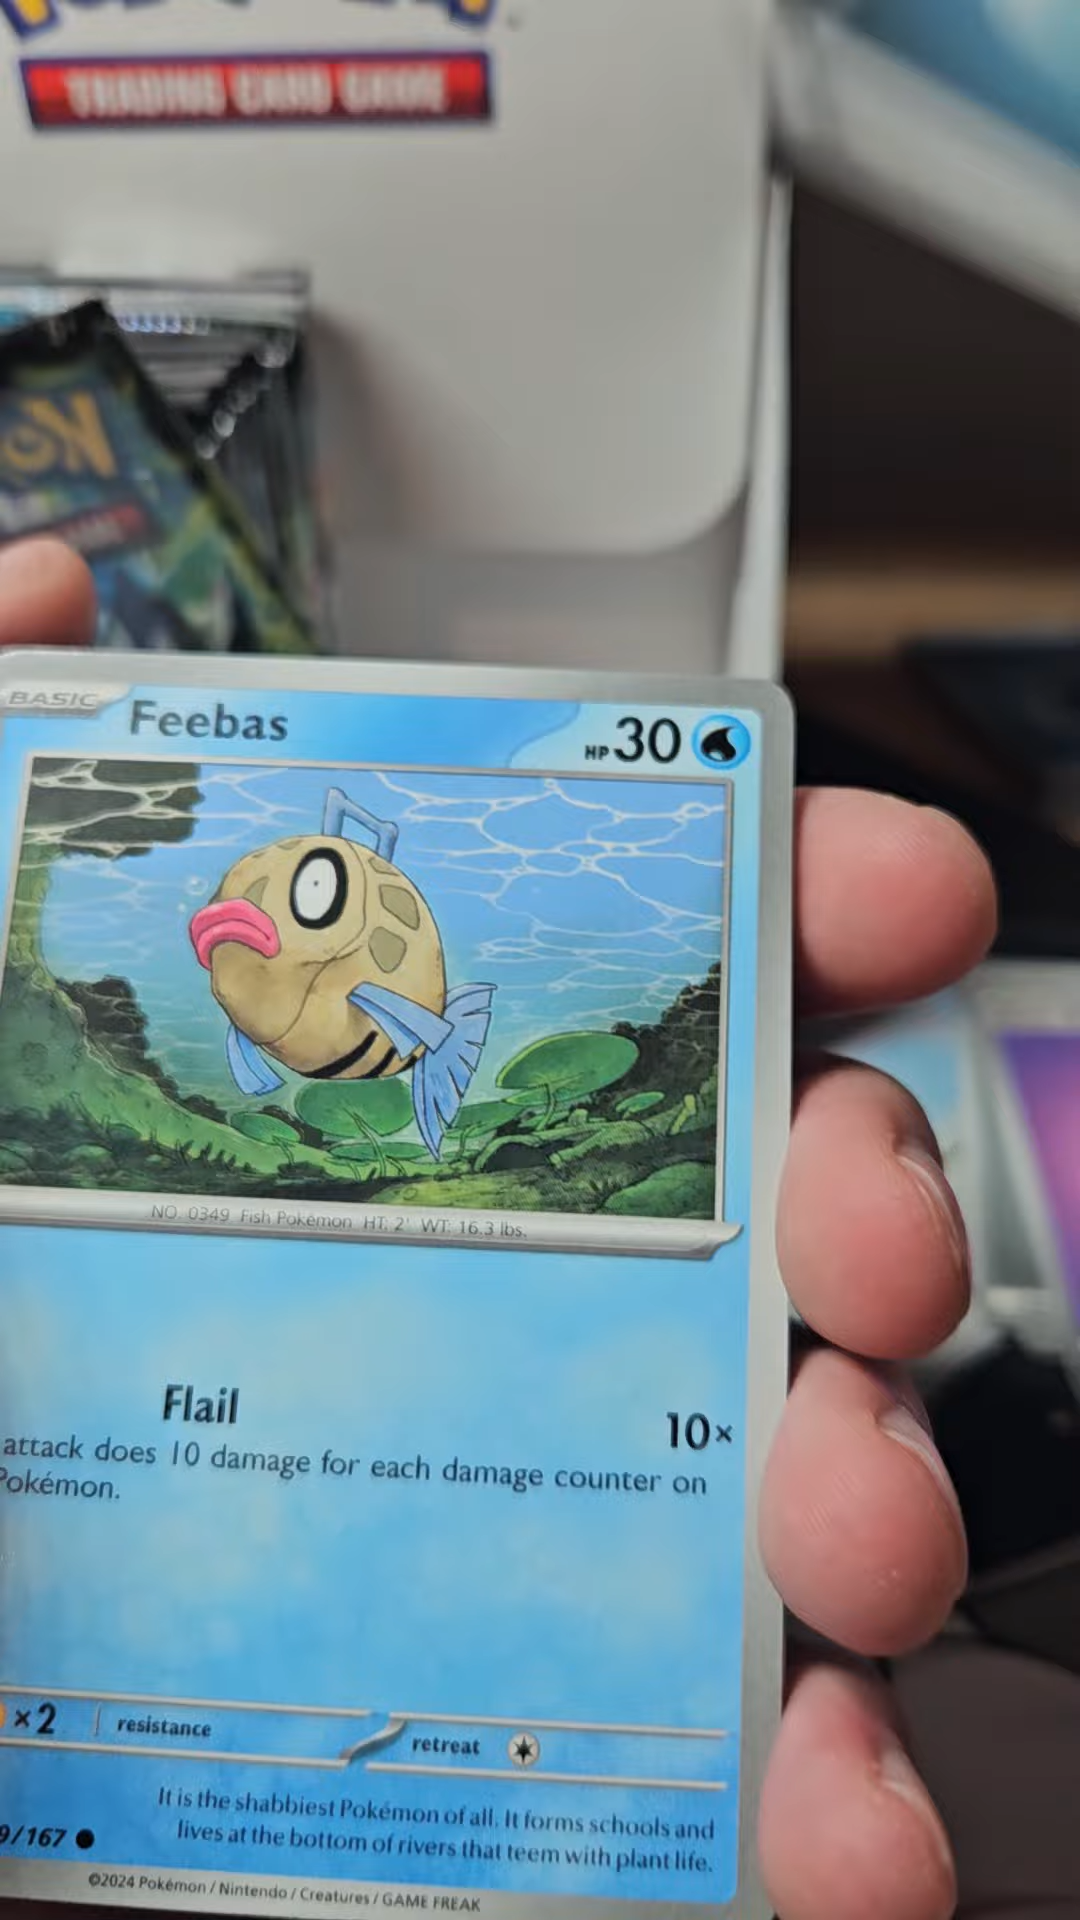 TRADING CARD GAME
BASIC
Feebas
HP 30
NO. 0349 Fish Pokémon HT: 2' WT: 16.3 lbs.
Flail
10×
attack does 10 damage for each damage counter on
Pokémon.
×2
resistance
retreat
It is the shabbiest Pokémon of all. It forms schools and
lives at the bottom of rivers that teem with plant life.
9/167
©2024 Pokémon / Nintendo / Creatures / GAME FREAK